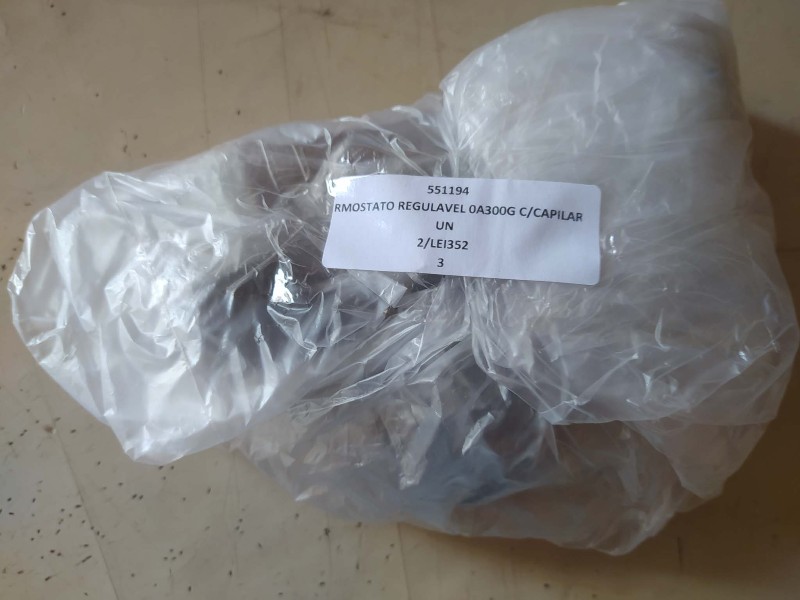 551194
RMOSTATO REGULAVEL 0A300G C/CAPILAR
UN
2/LEI352
3